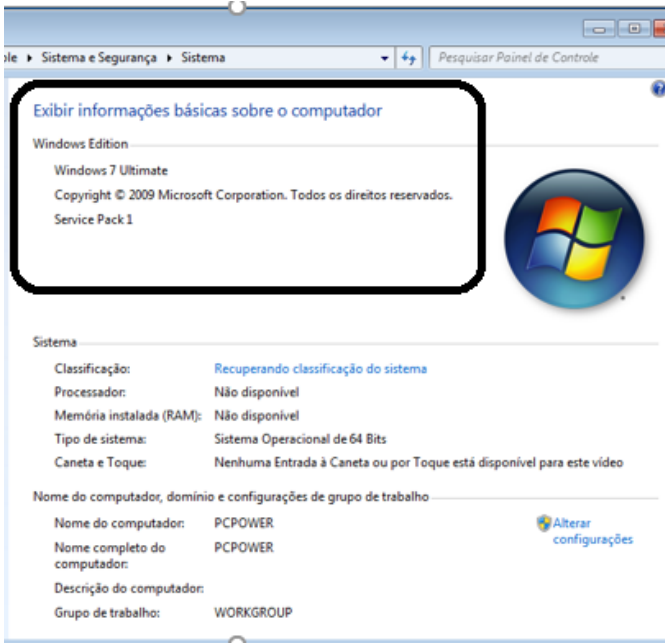 ole ▸ Sistema e Segurança ▸ Sistema
Pesquisar Painel de Controle
Exibir informações básicas sobre o computador
Windows Edition
Windows 7 Ultimate
Copyright © 2009 Microsoft Corporation. Todos os direitos reservados.
Service Pack 1
Sistema
Classificação: Recuperando classificação do sistema
Processador: Não disponível
Memória instalada (RAM): Não disponível
Tipo de sistema: Sistema Operacional de 64 Bits
Caneta e Toque: Nenhuma Entrada à Caneta ou por Toque está disponível para este vídeo
Nome do computador, domínio e configurações de grupo de trabalho
Nome do computador: PCPOWER
Alterar
configurações
Nome completo do PCPOWER
computador:
Descrição do computador:
Grupo de trabalho: WORKGROUP